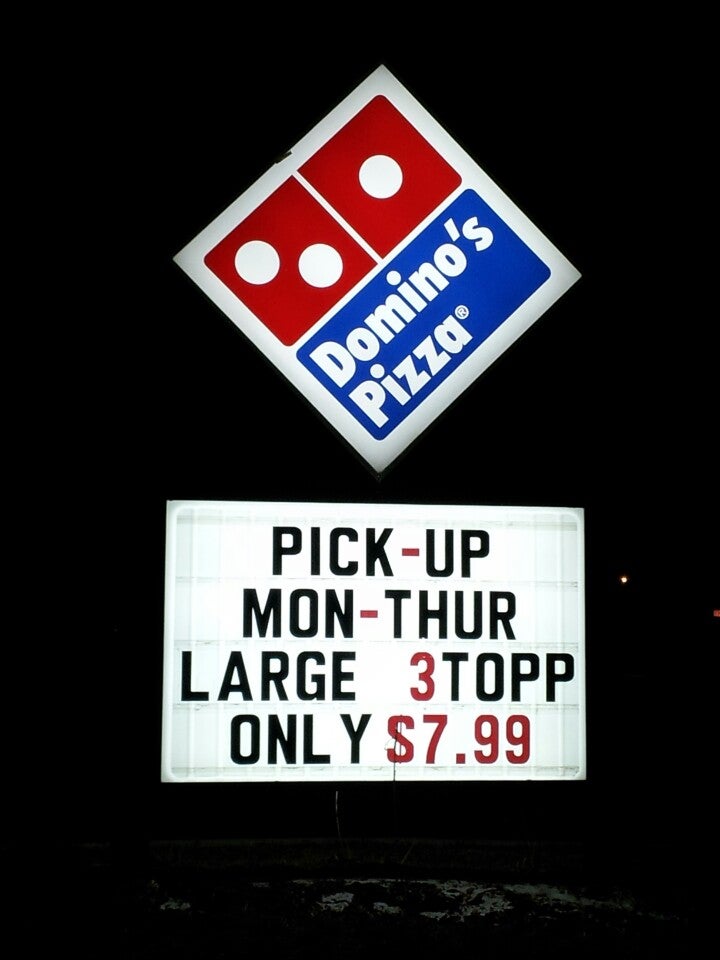 Domino's
Pizza®
PICK-UP
MON-THUR
LARGE 3TOPP
ONLY $7.99